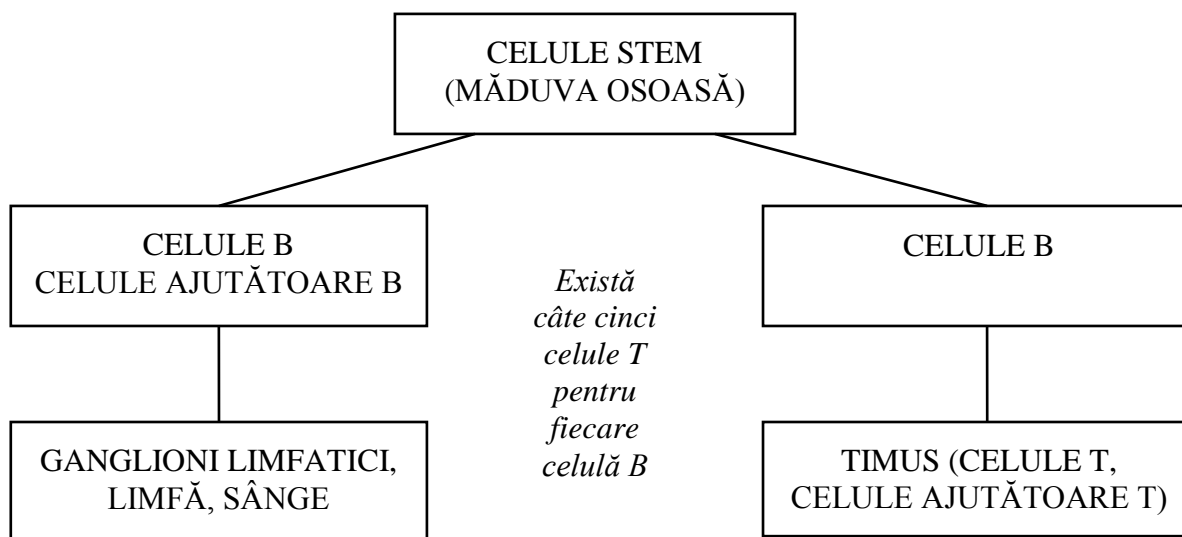 CELULE STEM
(MĂDUVA OSOASĂ)
CELULE B
CELULE AJUTĂTOARE B
CELULE B
Există
câte cinci
celule T
pentru
fiecare
celulă B
GANGLIONI LIMFATICI,
LIMFĂ, SÂNGE
TIMUS (CELULE T,
CELULE AJUTĂTOARE T)